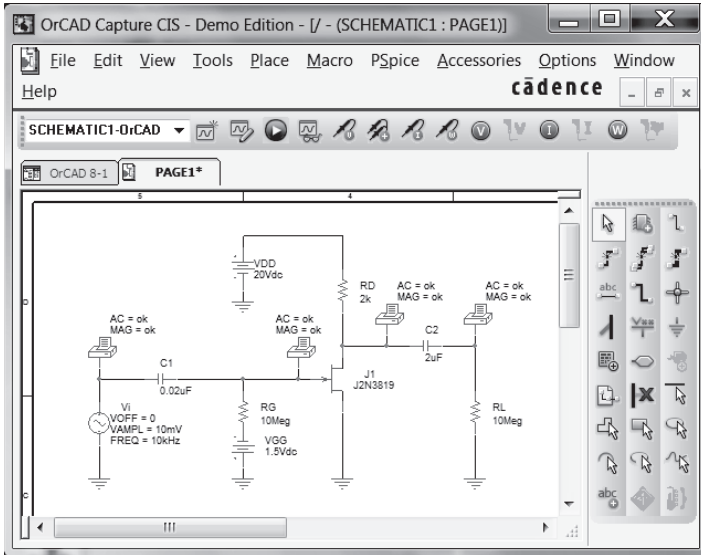 OrCAD Capture CIS - Demo Edition - [/ - (SCHEMATIC1 : PAGE1)]
File Edit View Tools Place Macro PSpice Accessories Options Window
Help
cādence
SCHEMATIC1-OrCAD
OrCAD 8-1
PAGE1*
5
4
VDD
20Vdc
RD
2k
AC = ok
MAG = ok
AC = ok
MAG = ok
AC = ok
MAG = ok
AC = ok
MAG = ok
C1
0.02uF
C2
2uF
J1
J2N3819
Vi
VOFF = 0
VAMPL = 10mV
FREQ = 10kHz
RG
10Meg
VGG
1.5Vdc
RL
10Meg
D
C
abc
Vss
abc